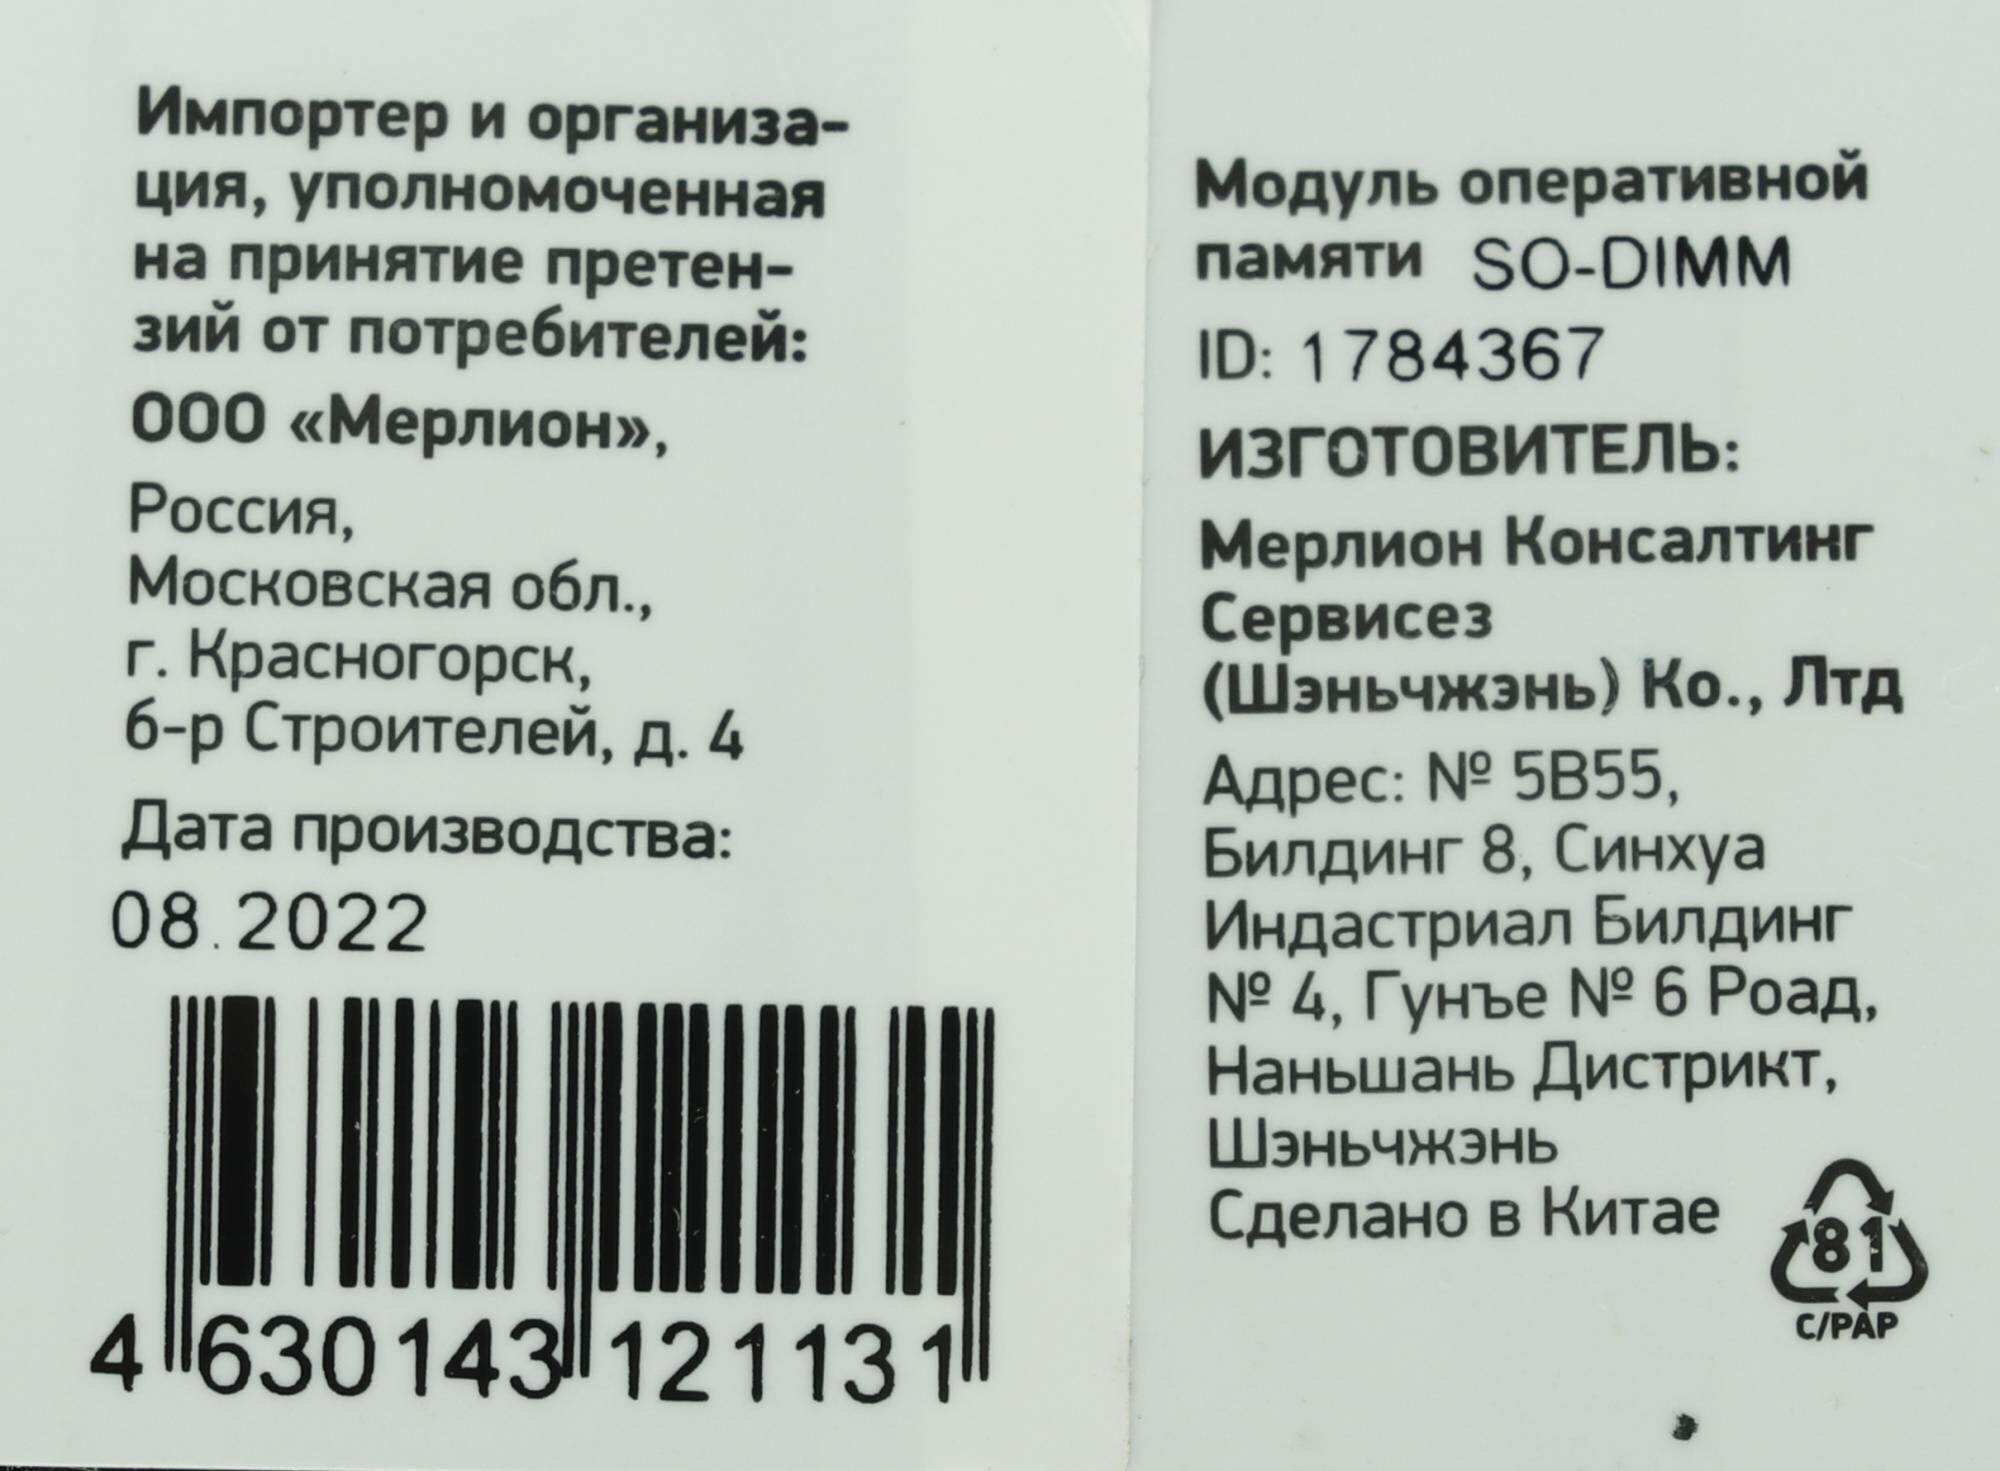 Импортер и организа-
ция, уполномоченная
на принятие претен-
зий от потребителей:
ООО «Мерлион»,
Россия,
Московская обл.,
г. Красногорск,
б-р Строителей, д. 4
Дата производства:
08.2022
4 630143 121131
Модуль оперативной
памяти SO-DIMM
ID: 1784367
ИЗГОТОВИТЕЛЬ:
Мерлион Консалтинг
Сервисез
(Шэньчжэнь) Ко., Лтд
Адрес: № 5В55,
Билдинг 8, Синхуа
Индастриал Билдинг
№ 4, Гунъе № 6 Роад,
Наньшань Дистрикт,
Шэньчжэнь
Сделано в Китае
81
C/PAP